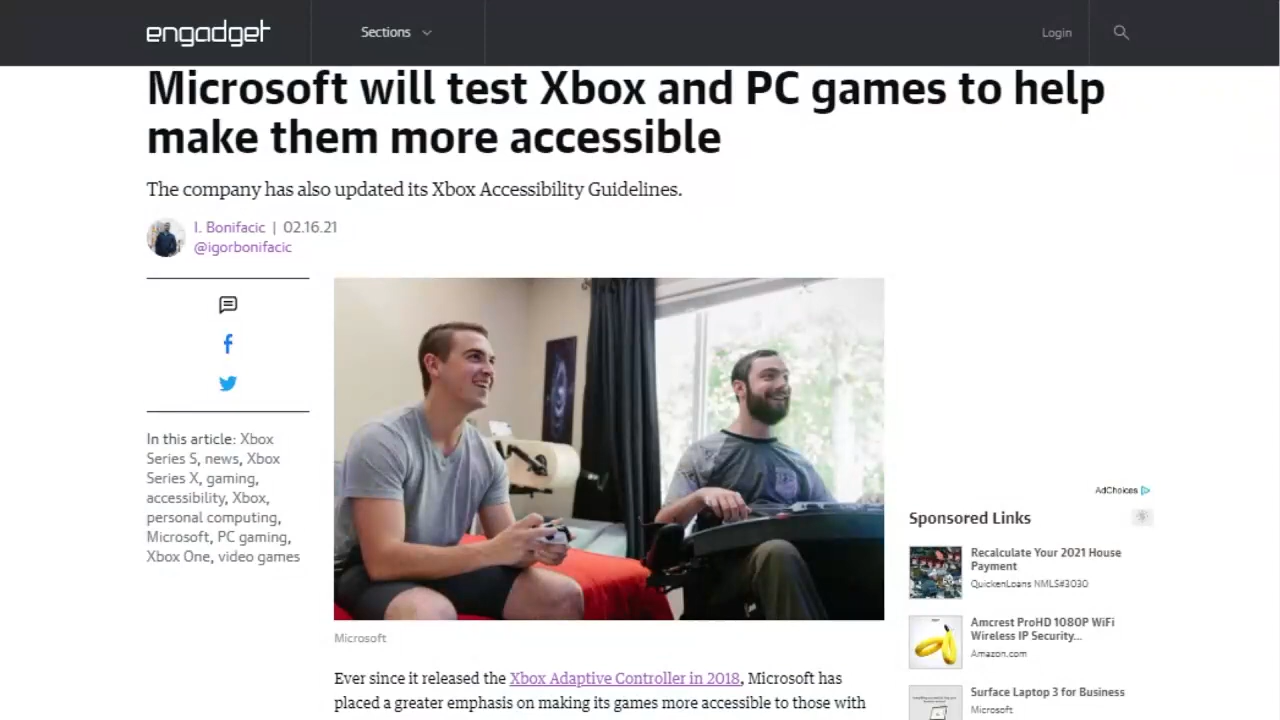 engadget
Sections
Login
Microsoft will test Xbox and PC games to help
make them more accessible
The company has also updated its Xbox Accessibility Guidelines.
I. Bonifacic | 02.16.21
@igorbonifacic
In this article: Xbox
Series S, news, Xbox
Series X, gaming,
accessibility, Xbox,
personal computing,
Microsoft, PC gaming,
Xbox One, video games
Microsoft
Ever since it released the Xbox Adaptive Controller in 2018, Microsoft has
placed a greater emphasis on making its games more accessible to those with
AdChoices
Sponsored Links
Recalculate Your 2021 House
Payment
QuickenLoans NMLS#3030
Amcrest ProHD 1080P WiFi
Wireless IP Security...
Amazon.com
Surface Laptop 3 for Business
Microsoft